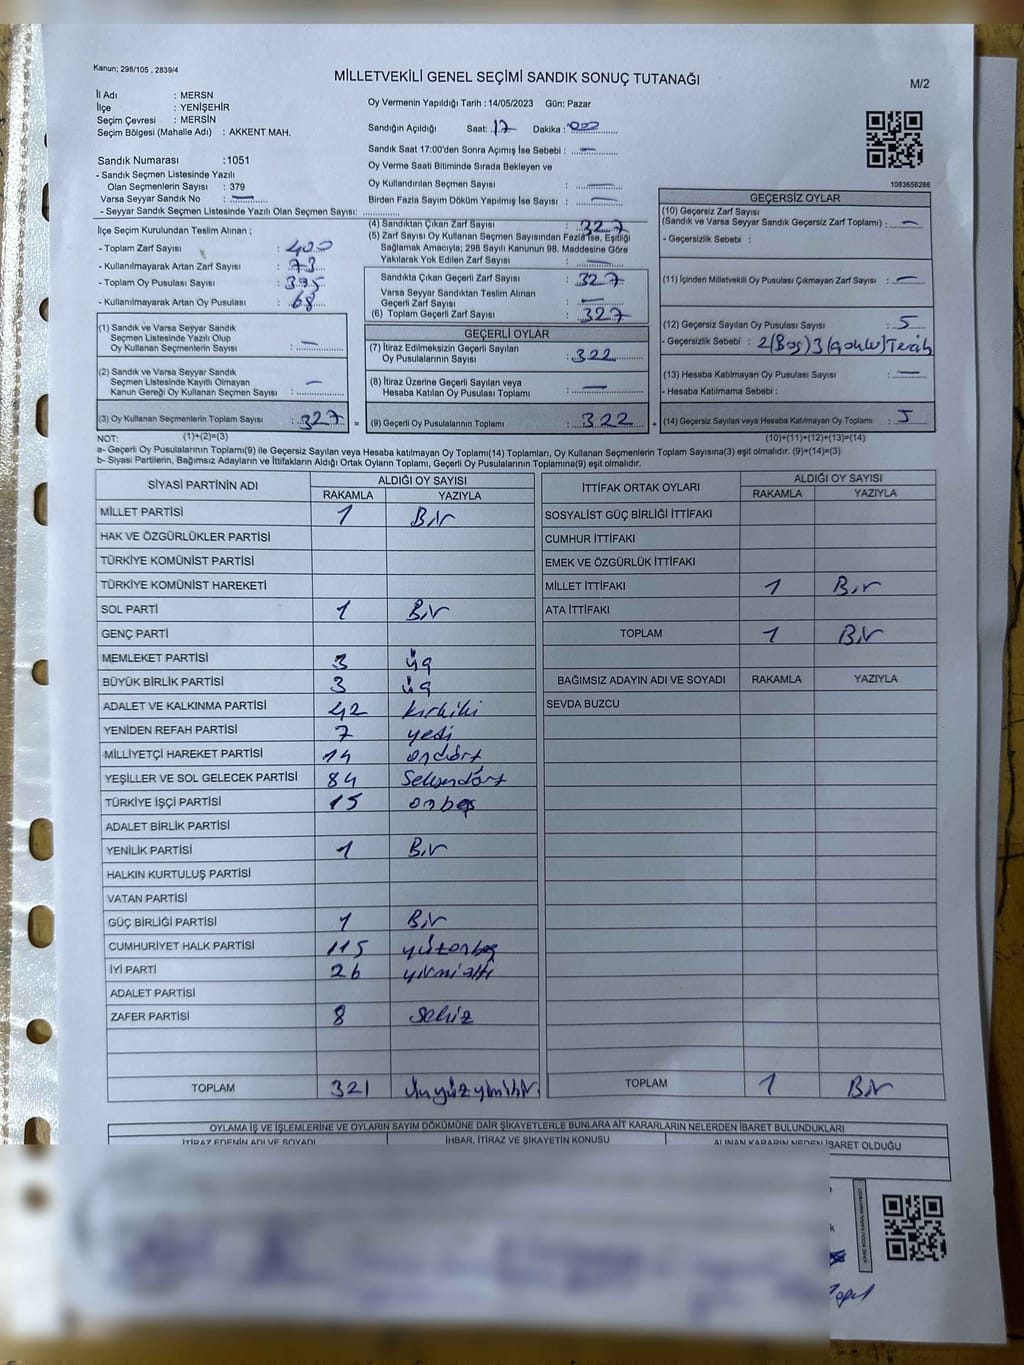 Kanun; 298/105 , 2839/4
MİLLETVEKİLİ GENEL SEÇİMİ SANDIK SONUÇ TUTANAĞI
M/2
İl Adı : MERSN
İlçe : YENİŞEHİR
Seçim Çevresi : MERSİN
Seçim Bölgesi (Mahalle Adı) : AKKENT MAH.
Oy Vermenin Yapıldığı Tarih : 14/05/2023 Gün: Pazar
Sandığın Açıldığı Saat: 17 Dakika :
Sandık Saat 17:00'den Sonra Açımış İse Sebebi : —
Oy Verme Saati Bitiminde Sırada Bekleyen ve
Oy Kullandırılan Seçmen Sayısı : —
Birden Fazla Sayım Döküm Yapılmış İse Sayısı : —
Sandık Numarası :1051
- Sandık Seçmen Listesinde Yazılı
Olan Seçmenlerin Sayısı : 379
Varsa Seyyar Sandık No : —
- Seyyar Sandık Seçmen Listesinde Yazılı Olan Seçmen Sayısı:
1083656266
İlçe Seçim Kurulundan Teslim Alınan ;
- Toplam Zarf Sayısı : 400
- Kullanılmayarak Artan Zarf Sayısı : 73
- Toplam Oy Pusulası Sayısı : 395
- Kullanılmayarak Artan Oy Pusulası : 68
(4) Sandıktan Çıkan Zarf Sayısı : 327
(5) Zarf Sayısı Oy Kullanan Seçmen Sayısından Fazla İse, Eşitliği
Sağlamak Amacıyla; 298 Sayılı Kanunun 98. Maddesine Göre
Yakılarak Yok Edilen Zarf Sayısı : —
Sandıkta Çıkan Geçerli Zarf Sayısı : 327
Varsa Seyyar Sandıktan Teslim Alınan
Geçerli Zarf Sayısı : —
(6) Toplam Geçerli Zarf Sayısı : 327
GEÇERSİZ OYLAR
(10) Geçersiz Zarf Sayısı
(Sandık ve Varsa Seyyar Sandık Geçersiz Zarf Toplamı) : —
- Geçersizlik Sebebi :
(11) İçinden Milletvekili Oy Pusulası Çıkmayan Zarf Sayısı : —
(12) Geçersiz Sayılan Oy Pusulası Sayısı : 5
- Geçersizlik Sebebi : 2(Boş) 3(Çoklu) Tercih
(13) Hesaba Katılmayan Oy Pusulası Sayısı : —
- Hesaba Katılmama Sebebi :
(14) Geçersiz Sayılan veya Hesaba Katılmayan Oy Toplamı : 5
(1) Sandık ve Varsa Seyyar Sandık
Seçmen Listesinde Yazılı Olup
Oy Kullanan Seçmenlerin Sayısı : —
(2) Sandık ve Varsa Seyyar Sandık
Seçmen Listesinde Kayıtlı Olmayan
Kanun Gereği Oy Kullanan Seçmen Sayısı : —
(3) Oy Kullanan Seçmenlerin Toplam Sayısı : 327 =
GEÇERLİ OYLAR
(7) İtiraz Edilmeksizin Geçerli Sayılan
Oy Pusulalarının Sayısı : 322
(8) İtiraz Üzerine Geçerli Sayılan veya
Hesaba Katılan Oy Pusulası Toplamı : —
(9) Geçerli Oy Pusulalarının Toplamı : 322 +
NOT: (1)+(2)=(3)
(10)+(11)+(12)+(13)=(14)
a- Geçerli Oy Pusulalarının Toplamı(9) ile Geçersiz Sayılan veya Hesaba katılmayan Oy Toplamı(14) Toplamları, Oy Kullanan Seçmenlerin Toplam Sayısına(3) eşit olmalıdır. (9)+(14)=(3)
b- Siyasi Partilerin, Bağımsız Adayların ve İttifakların Aldığı Ortak Oyların Toplamı, Geçerli Oy Pusulalarının Toplamına(9) eşit olmalıdır.
SİYASİ PARTİNİN ADI ALDIĞI OY SAYISI
RAKAMLA YAZIYLA
MİLLET PARTİSİ 1 Bir
HAK VE ÖZGÜRLÜKLER PARTİSİ
TÜRKİYE KOMÜNİST PARTİSİ
TÜRKİYE KOMÜNİST HAREKETİ
SOL PARTİ 1 Bir
GENÇ PARTİ
MEMLEKET PARTİSİ 3 üç
BÜYÜK BİRLİK PARTİSİ 3 üç
ADALET VE KALKINMA PARTİSİ 42 kırkiki
YENİDEN REFAH PARTİSİ 7 yedi
MİLLİYETÇİ HAREKET PARTİSİ 14 ondört
YEŞİLLER VE SOL GELECEK PARTİSİ 84 Seksendört
TÜRKİYE İŞÇİ PARTİSİ 15 onbeş
ADALET BİRLİK PARTİSİ
YENİLİK PARTİSİ 1 Bir
HALKIN KURTULUŞ PARTİSİ
VATAN PARTİSİ
GÜÇ BİRLİĞİ PARTİSİ 1 Bir
CUMHURİYET HALK PARTİSİ 115 yüzonbeş
İYİ PARTİ 26 yirmialtı
ADALET PARTİSİ
ZAFER PARTİSİ 8 Sekiz
TOPLAM 321 üçyüzyirmibir
İTTİFAK ORTAK OYLARI ALDIĞI OY SAYISI
RAKAMLA YAZIYLA
SOSYALİST GÜÇ BİRLİĞİ İTTİFAKI
CUMHUR İTTİFAKI
EMEK VE ÖZGÜRLÜK İTTİFAKI
MİLLET İTTİFAKI 1 Bir
ATA İTTİFAKI
TOPLAM 1 Bir
BAĞIMSIZ ADAYIN ADI VE SOYADI RAKAMLA YAZIYLA
SEVDA BUZCU
TOPLAM 1 Bir
OYLAMA İŞ VE İŞLEMLERİNE VE OYLARIN SAYIM DÖKÜMÜNE DAİR ŞİKAYETLERLE BUNLARA AİT KARARLARIN NELERDEN İBARET BULUNDUKLARI
İTİRAZ EDENİN ADI VE SOYADI İHBAR, İTİRAZ VE ŞİKAYETİN KONUSU ALINAN KARARIN NEDEN İBARET OLDUĞU